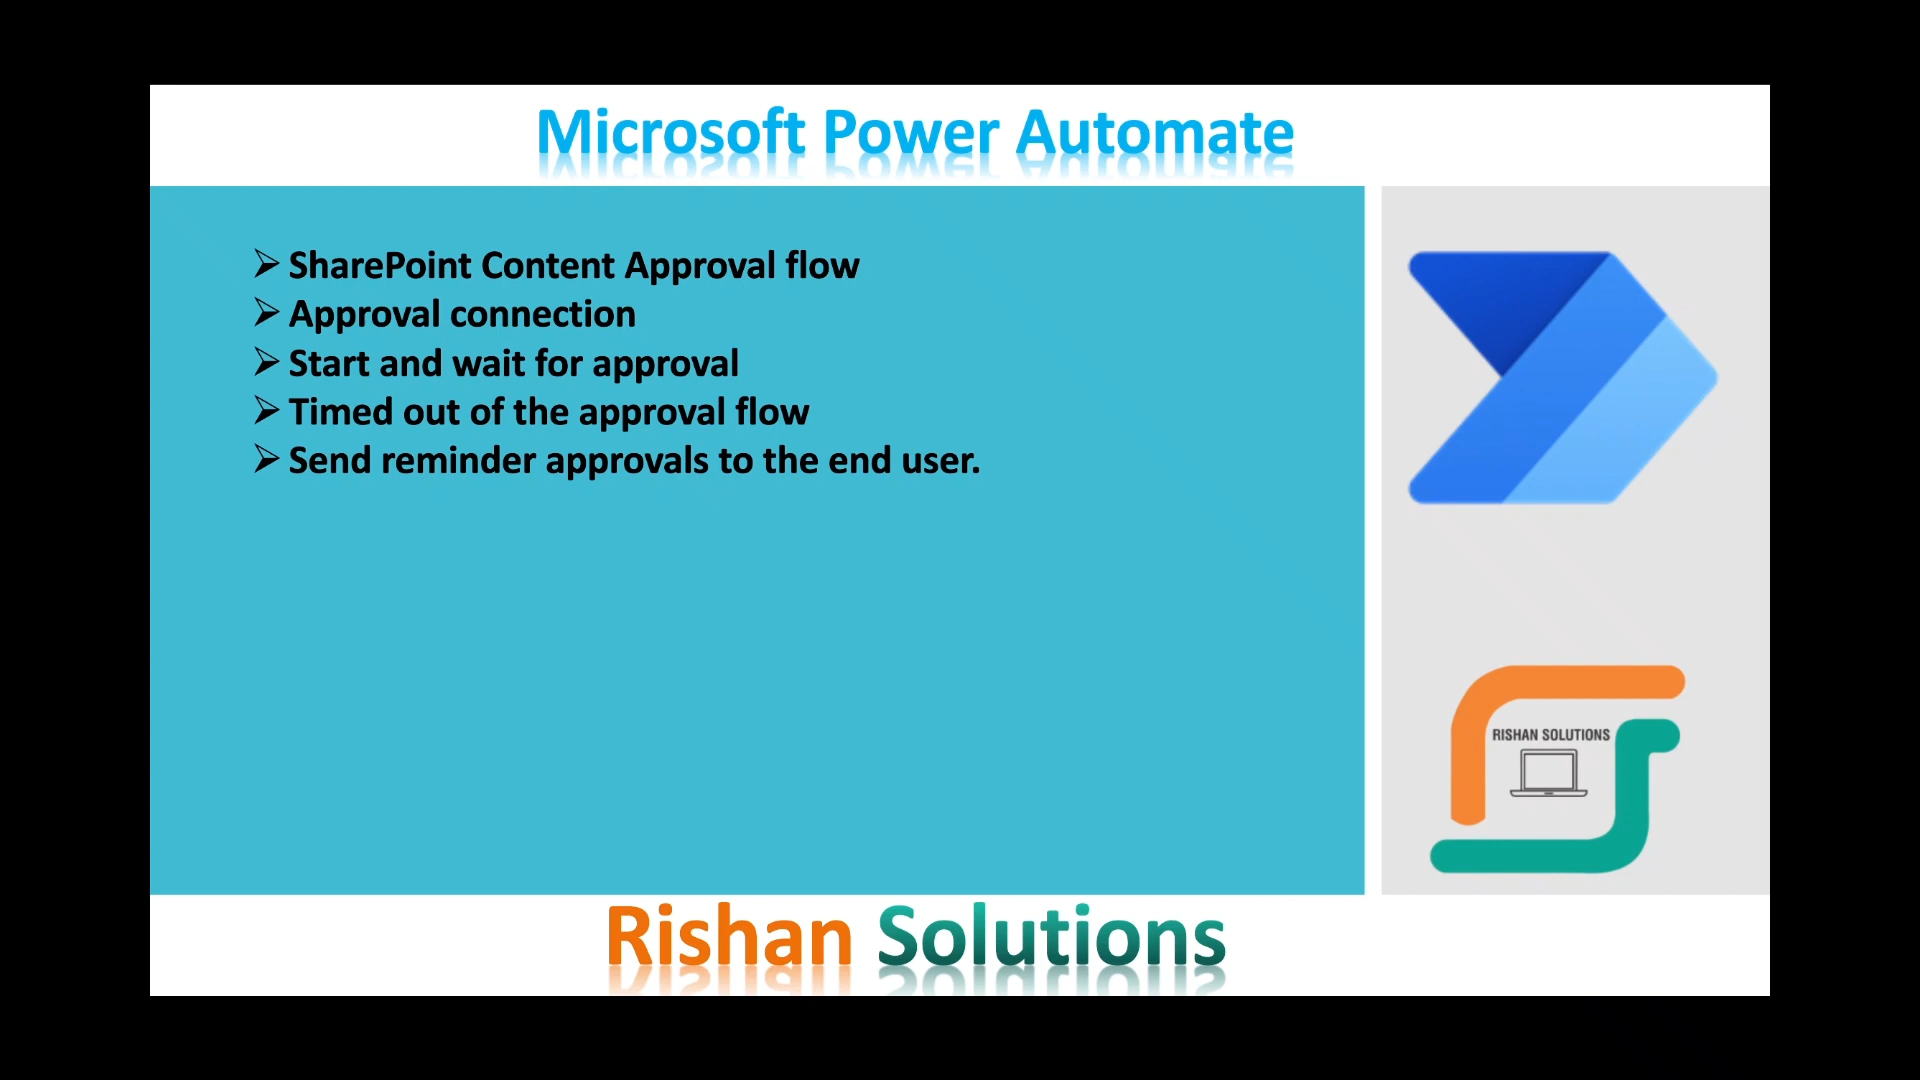 Microsoft Power Automate
➢ SharePoint Content Approval flow
➢ Approval connection
➢ Start and wait for approval
➢ Timed out of the approval flow
➢ Send reminder approvals to the end user.
RISHAN SOLUTIONS
Rishan Solutions